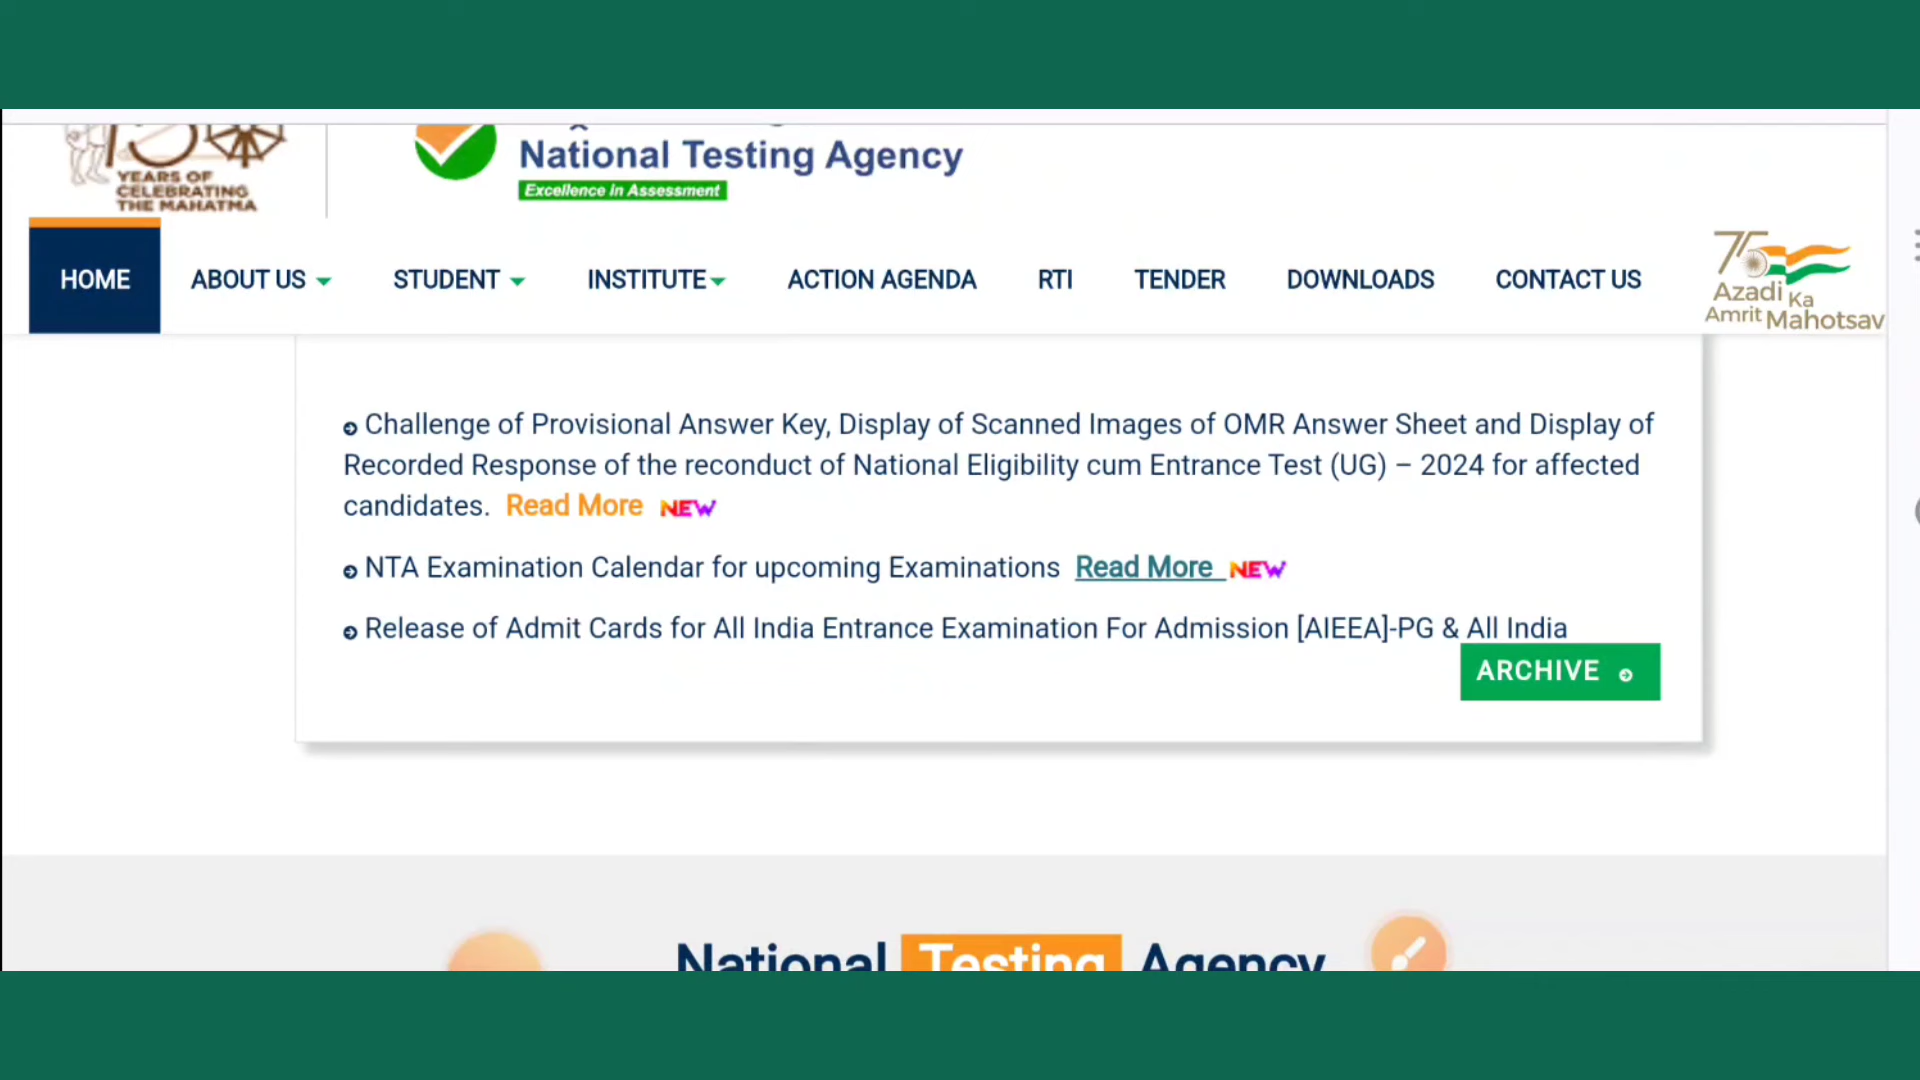 YEARS OF
CELEBRATING
THE MAHATMA
National Testing Agency
Excellence in Assessment
HOME ABOUT US STUDENT INSTITUTE ACTION AGENDA RTI TENDER DOWNLOADS CONTACT US
75
Azadi Ka
Amrit Mahotsav
Challenge of Provisional Answer Key, Display of Scanned Images of OMR Answer Sheet and Display of
Recorded Response of the reconduct of National Eligibility cum Entrance Test (UG) – 2024 for affected
candidates. Read More NEW
NTA Examination Calendar for upcoming Examinations Read More NEW
Release of Admit Cards for All India Entrance Examination For Admission [AIEEA]-PG & All India
ARCHIVE
National Testing Agency